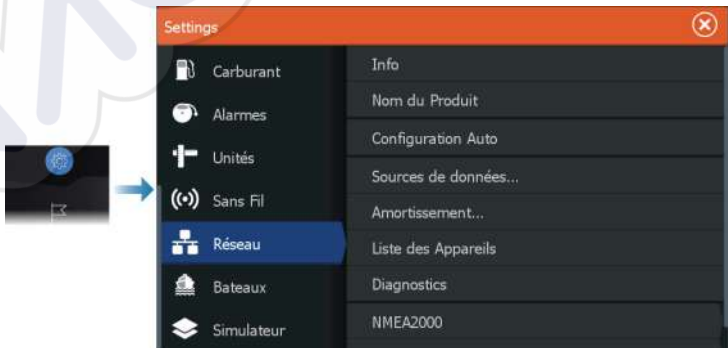 Settings
Carburant
Alarmes
Unités
Sans Fil
Réseau
Bateaux
Simulateur
Info
Nom du Produit
Configuration Auto
Sources de données...
Amortissement...
Liste des Appareils
Diagnostics
NMEA2000